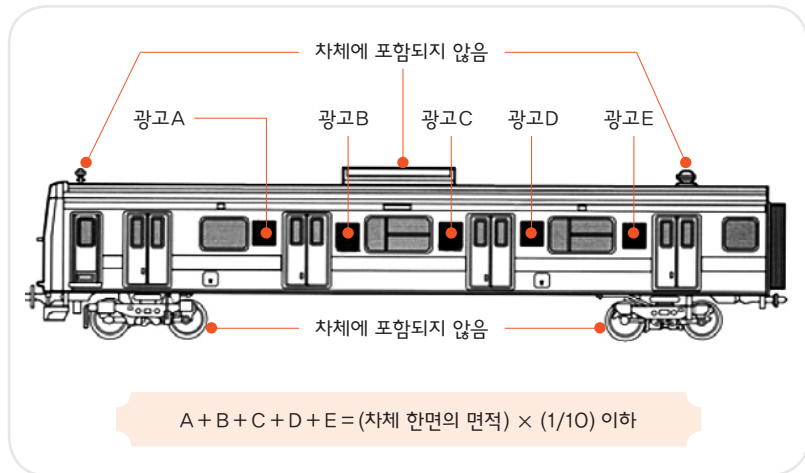 차체에 포함되지 않음
광고A
광고B
광고C
광고D
광고E
차체에 포함되지 않음
A+B+C+D+E=(차체 한면의 면적) × (1/10) 이하